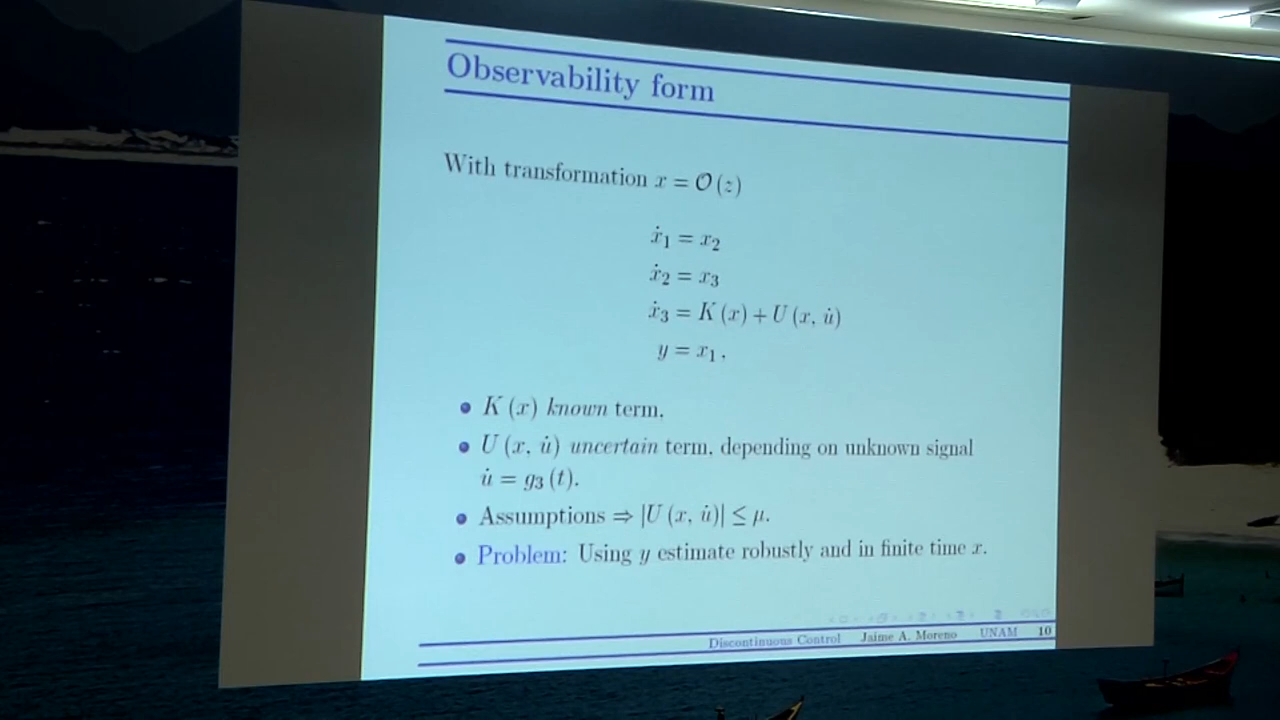 Observability form
With transformation x = O(z)
ẋ1 = x2
ẋ2 = x3
ẋ3 = K(x) + U(x, u̇)
y = x1,
K(x) known term.
U(x, u̇) uncertain term, depending on unknown signal
u̇ = g3(t).
Assumptions ⇒ |U(x, u̇)| ≤ μ.
Problem: Using y estimate robustly and in finite time x.
Discontinuous Control Jaime A. Moreno UNAM 10